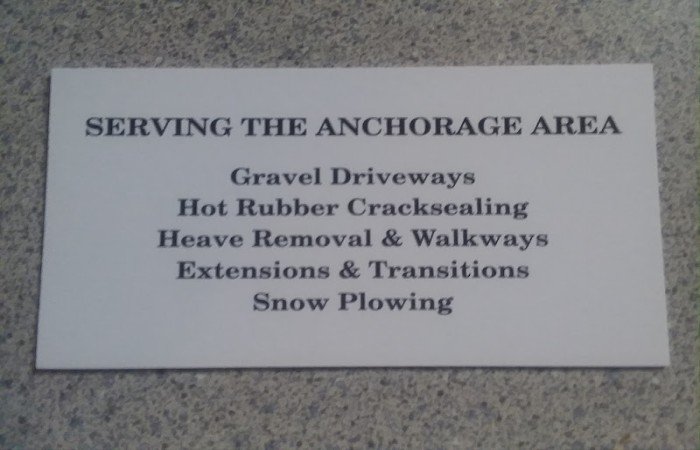 SERVING THE ANCHORAGE AREA
Gravel Driveways
Hot Rubber Cracksealing
Heave Removal & Walkways
Extensions & Transitions
Snow Plowing